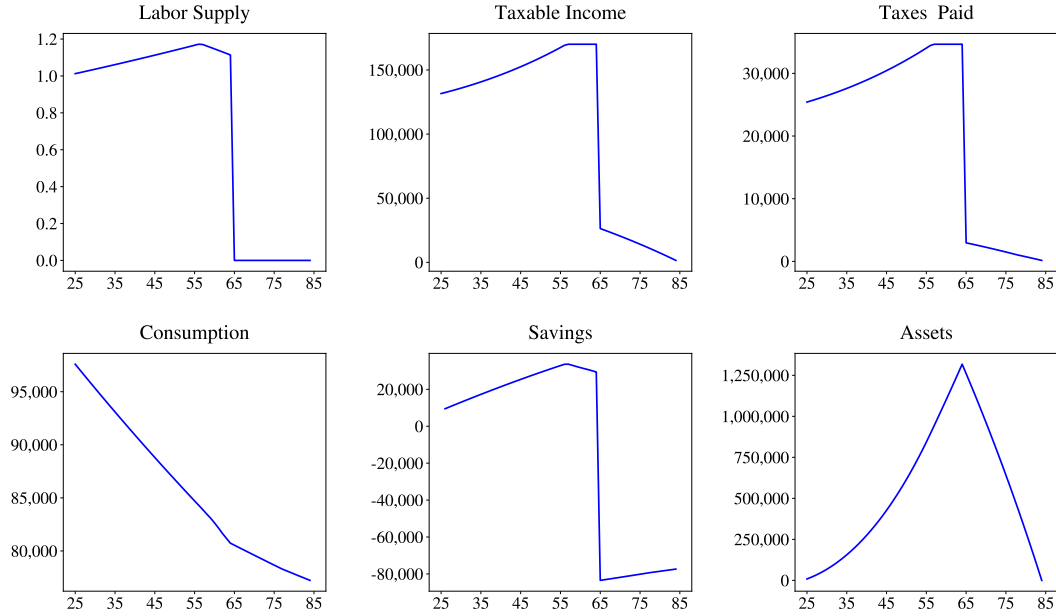 Labor Supply
1.2
1.0
0.8
0.6
0.4
0.2
0.0
25 35 45 55 65 75 85
Taxable Income
150,000
100,000
50,000
0
25 35 45 55 65 75 85
Taxes Paid
30,000
20,000
10,000
0
25 35 45 55 65 75 85
Consumption
95,000
90,000
85,000
80,000
25 35 45 55 65 75 85
Savings
20,000
0
-20,000
-40,000
-60,000
-80,000
25 35 45 55 65 75 85
Assets
1,250,000
1,000,000
750,000
500,000
250,000
0
25 35 45 55 65 75 85